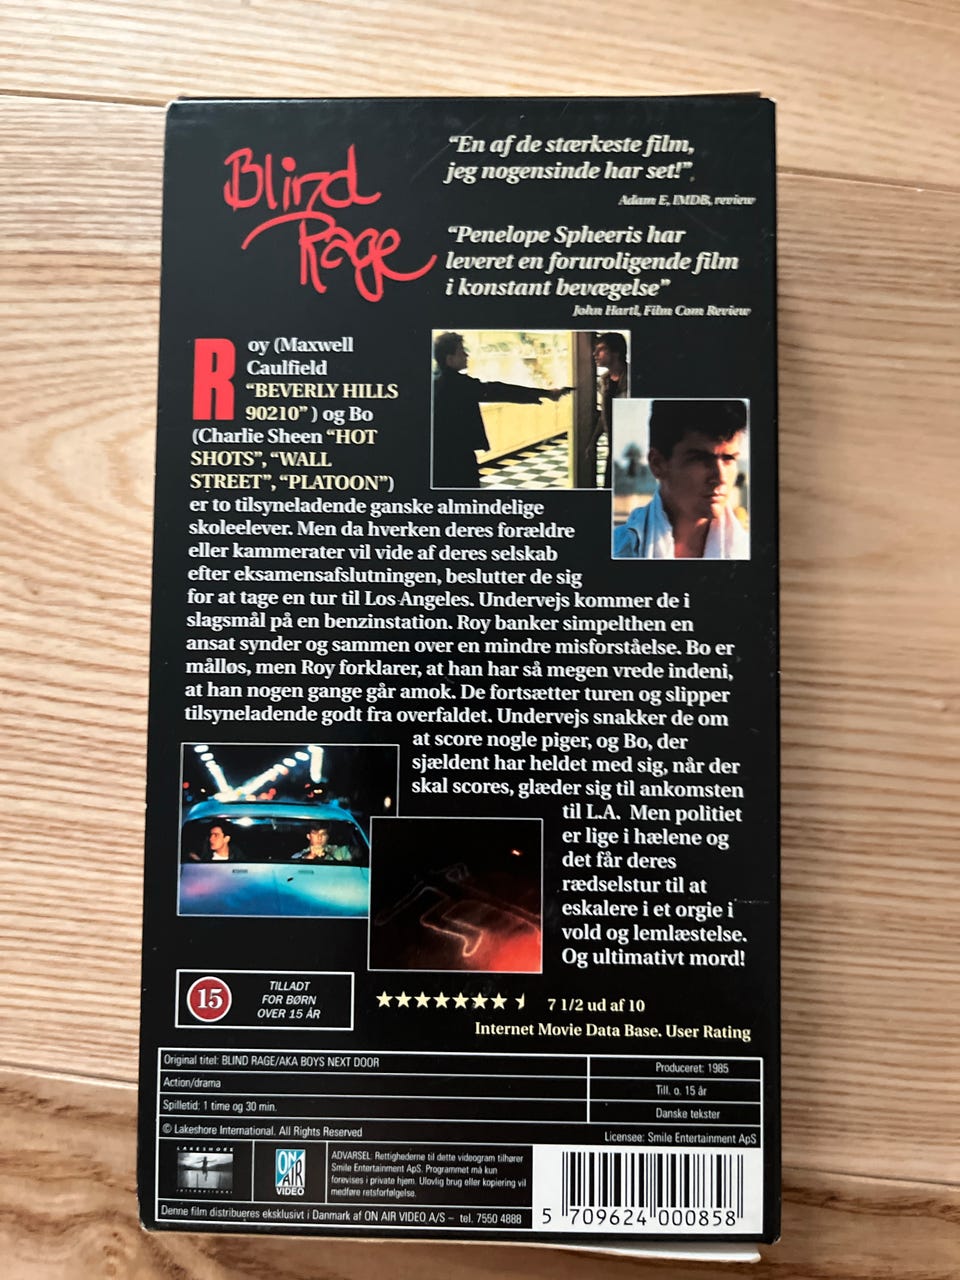 Blind
Rage
“En af de stærkeste film,
jeg nogensinde har set!”
Adam E, IMDB, review
“Penelope Spheeris har
leveret en foruroligende film
i konstant bevægelse”
John Hartl, Film Com Review
Roy (Maxwell
Caulfield
“BEVERLY HILLS
90210” ) og Bo
(Charlie Sheen “HOT
SHOTS”, “WALL
STREET”, “PLATOON”)
er to tilsyneladende ganske almindelige
skoleelever. Men da hverken deres forældre
eller kammerater vil vide af deres selskab
efter eksamensafslutningen, beslutter de sig
for at tage en tur til Los Angeles. Undervejs kommer de i
slagsmål på en benzinstation. Roy banker simpelthen en
ansat synder og sammen over en mindre misforståelse. Bo er
målløs, men Roy forklarer, at han har så megen vrede indeni,
at han nogen gange går amok. De fortsætter turen og slipper
tilsyneladende godt fra overfaldet. Undervejs snakker de om
at score nogle piger, og Bo, der
sjældent har heldet med sig, når der
skal scores, glæder sig til ankomsten
til L.A. Men politiet
er lige i hælene og
det får deres
rædselstur til at
eskalere i et orgie i
vold og lemlæstelse.
Og ultimativt mord!
15
TILLADT
FOR BØRN
OVER 15 ÅR
7 1/2 ud af 10
Internet Movie Data Base. User Rating
Original titel: BLIND RAGE/AKA BOYS NEXT DOOR
Produceret: 1985
Action/drama
Till. o. 15 år
Spilletid: 1 time og 30 min.
Danske tekster
© Lakeshore International. All Rights Reserved
Licensee: Smile Entertainment ApS
LAKESHORE
INTERNATIONAL
ON
AIR
VIDEO
ADVARSEL: Rettighederne til dette videogram tilhører
Smile Entertainment ApS. Programmet må kun
forevises i private hjem. Ulovlig brug eller kopiering vil
medføre retsforfølgelse.
Denne film distribueres eksklusivt i Danmark af ON AIR VIDEO A/S – tel. 7550 4888
5 709624 000858